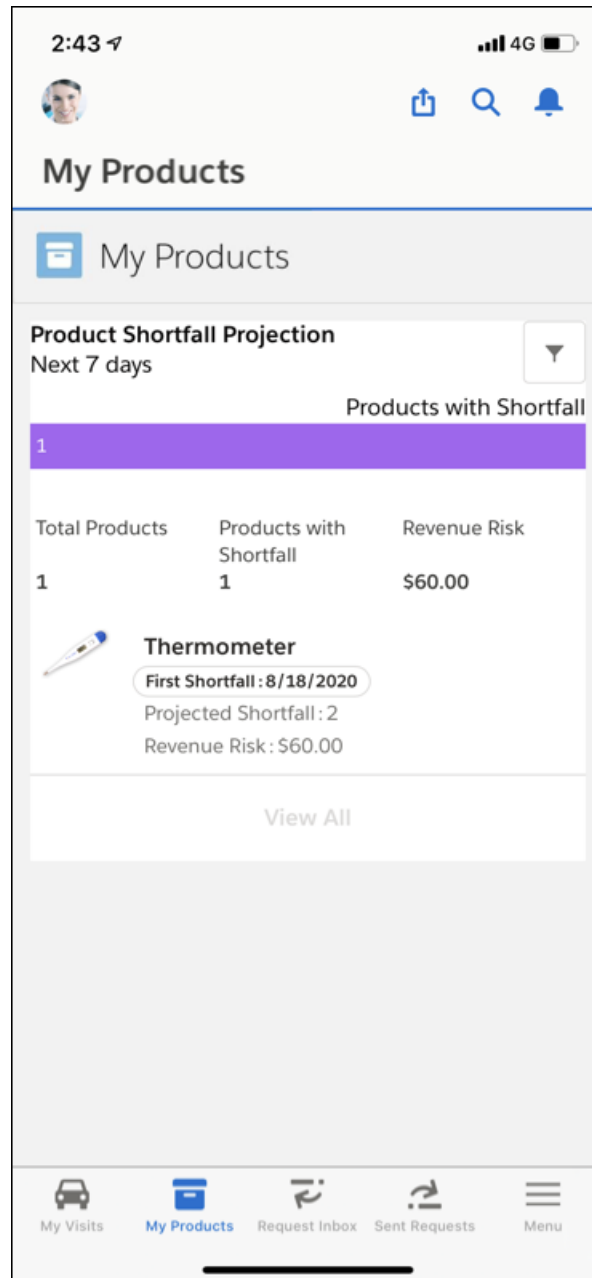 2:43
4G
My Products
My Products
Product Shortfall Projection
Next 7 days
Products with Shortfall
1
Total Products
Products with
Shortfall
Revenue Risk
1
1
$60.00
Thermometer
First Shortfall : 8/18/2020
Projected Shortfall : 2
Revenue Risk : $60.00
View All
My Visits
My Products
Request Inbox
Sent Requests
Menu